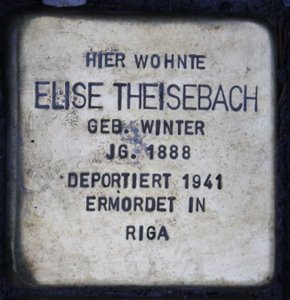 HIER WOHNTE
ELISE THEISEBACH
GEB. WINTER
JG. 1888
DEPORTIERT 1941
ERMORDET IN
RIGA